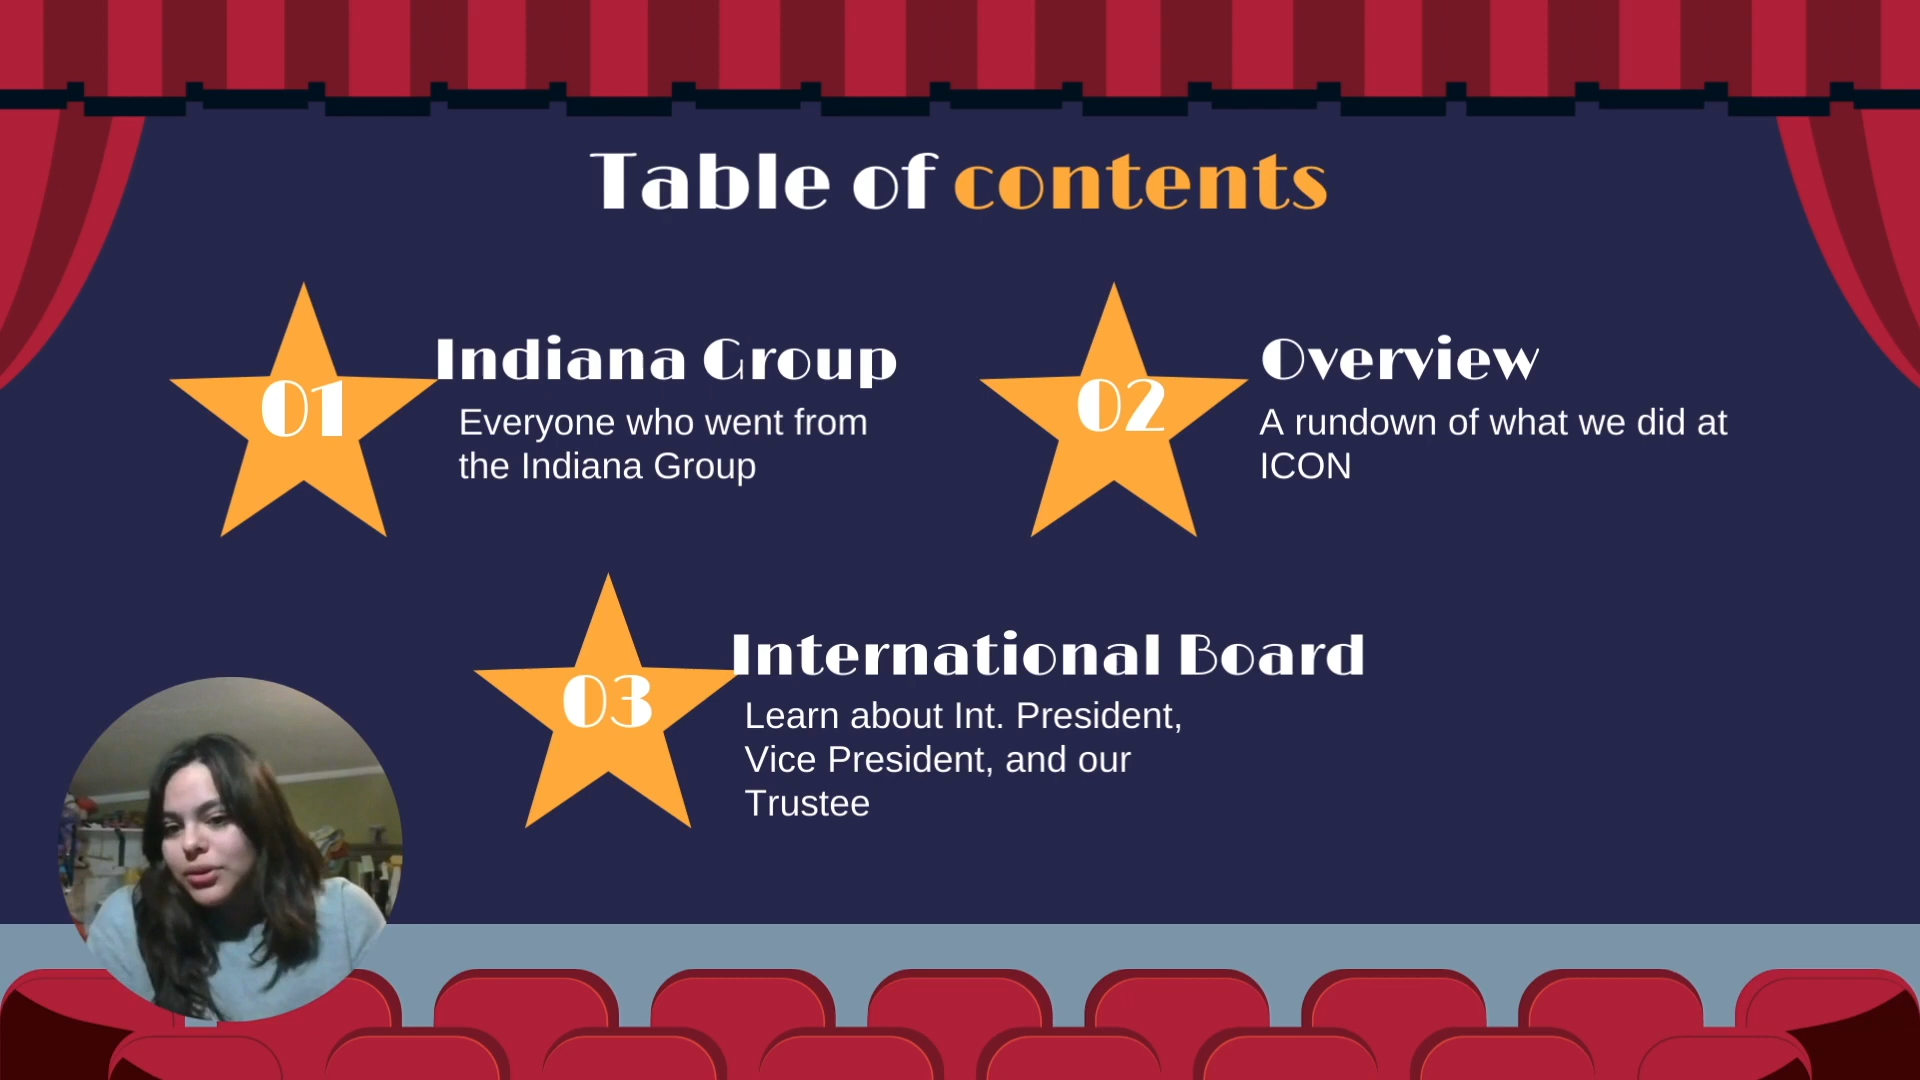 Table of contents
01
Indiana Group
Everyone who went from
the Indiana Group
02
Overview
A rundown of what we did at
ICON
03
International Board
Learn about Int. President,
Vice President, and our
Trustee